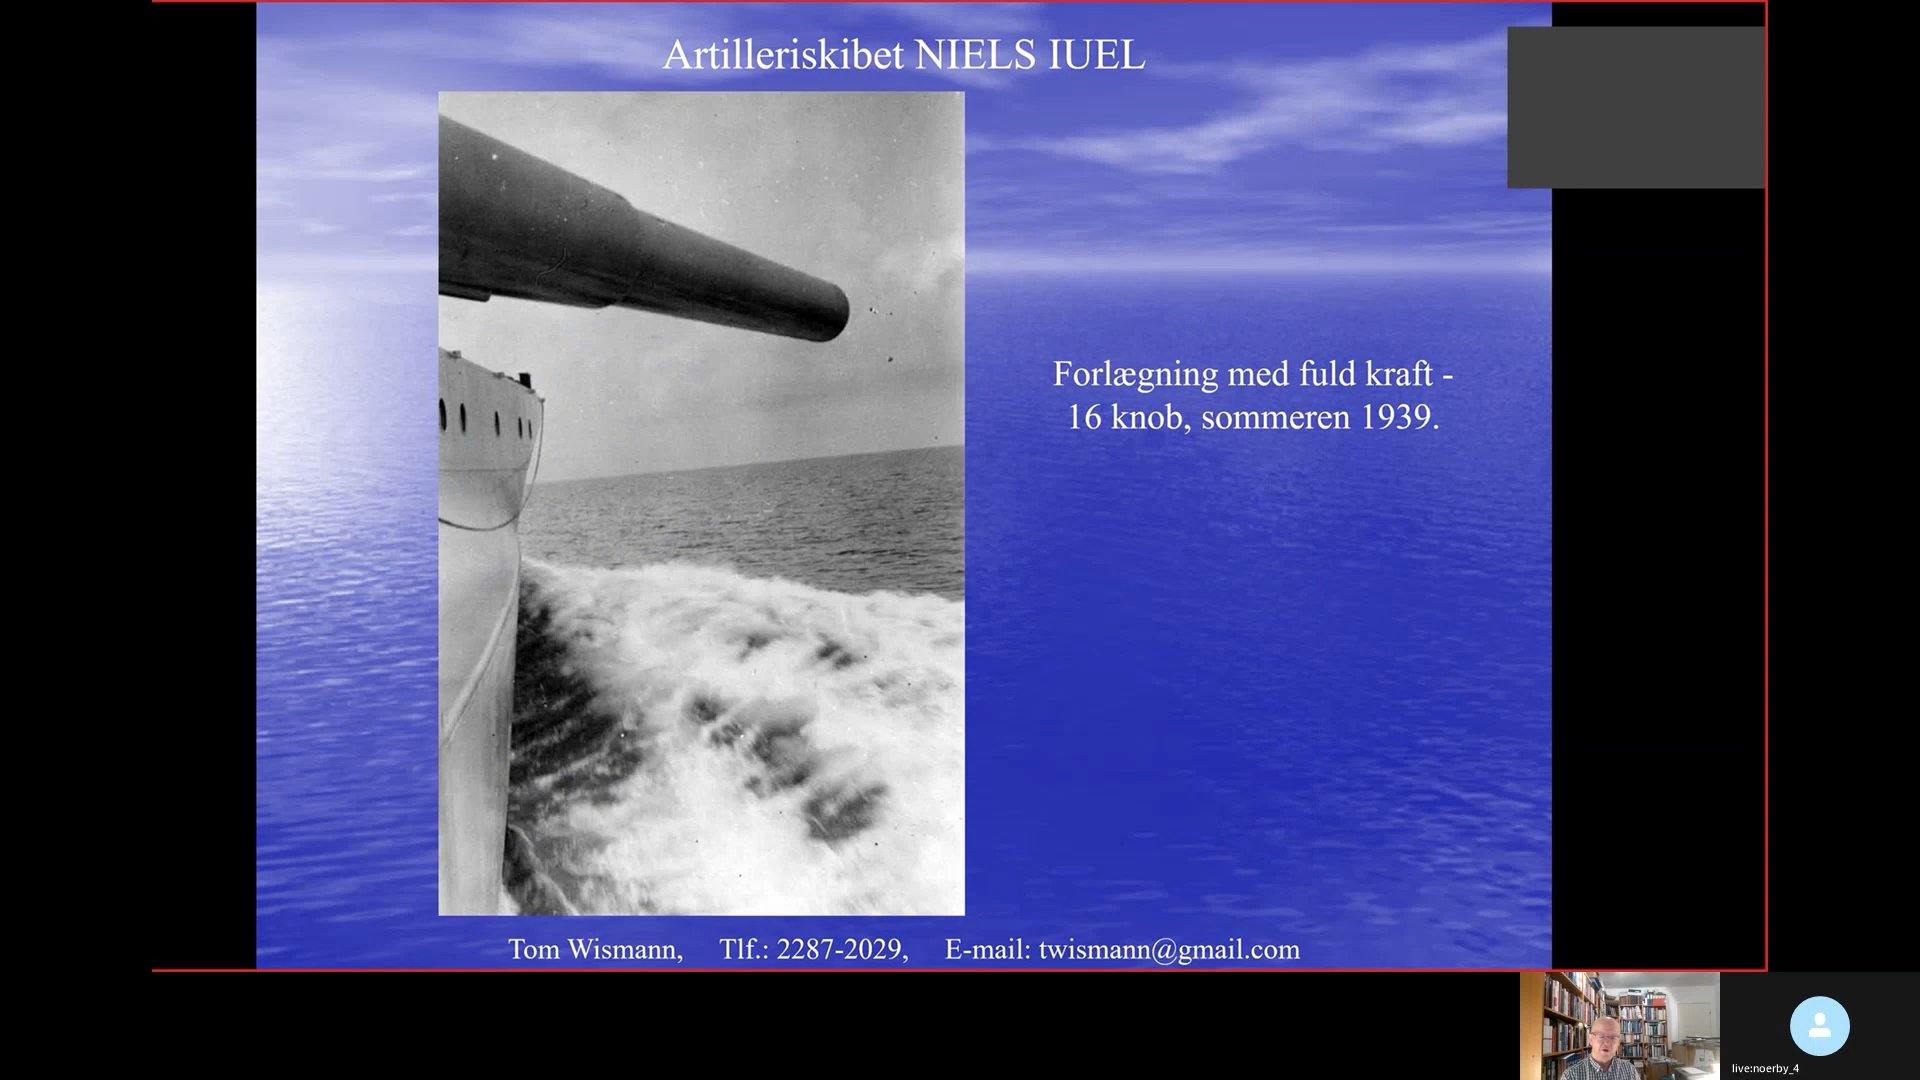 Artilleriskibet NIELS IUEL
Forlægning med fuld kraft -
16 knob, sommeren 1939.
Tom Wismann, Tlf.: 2287-2029, E-mail: twismann@gmail.com
live:noerby_4